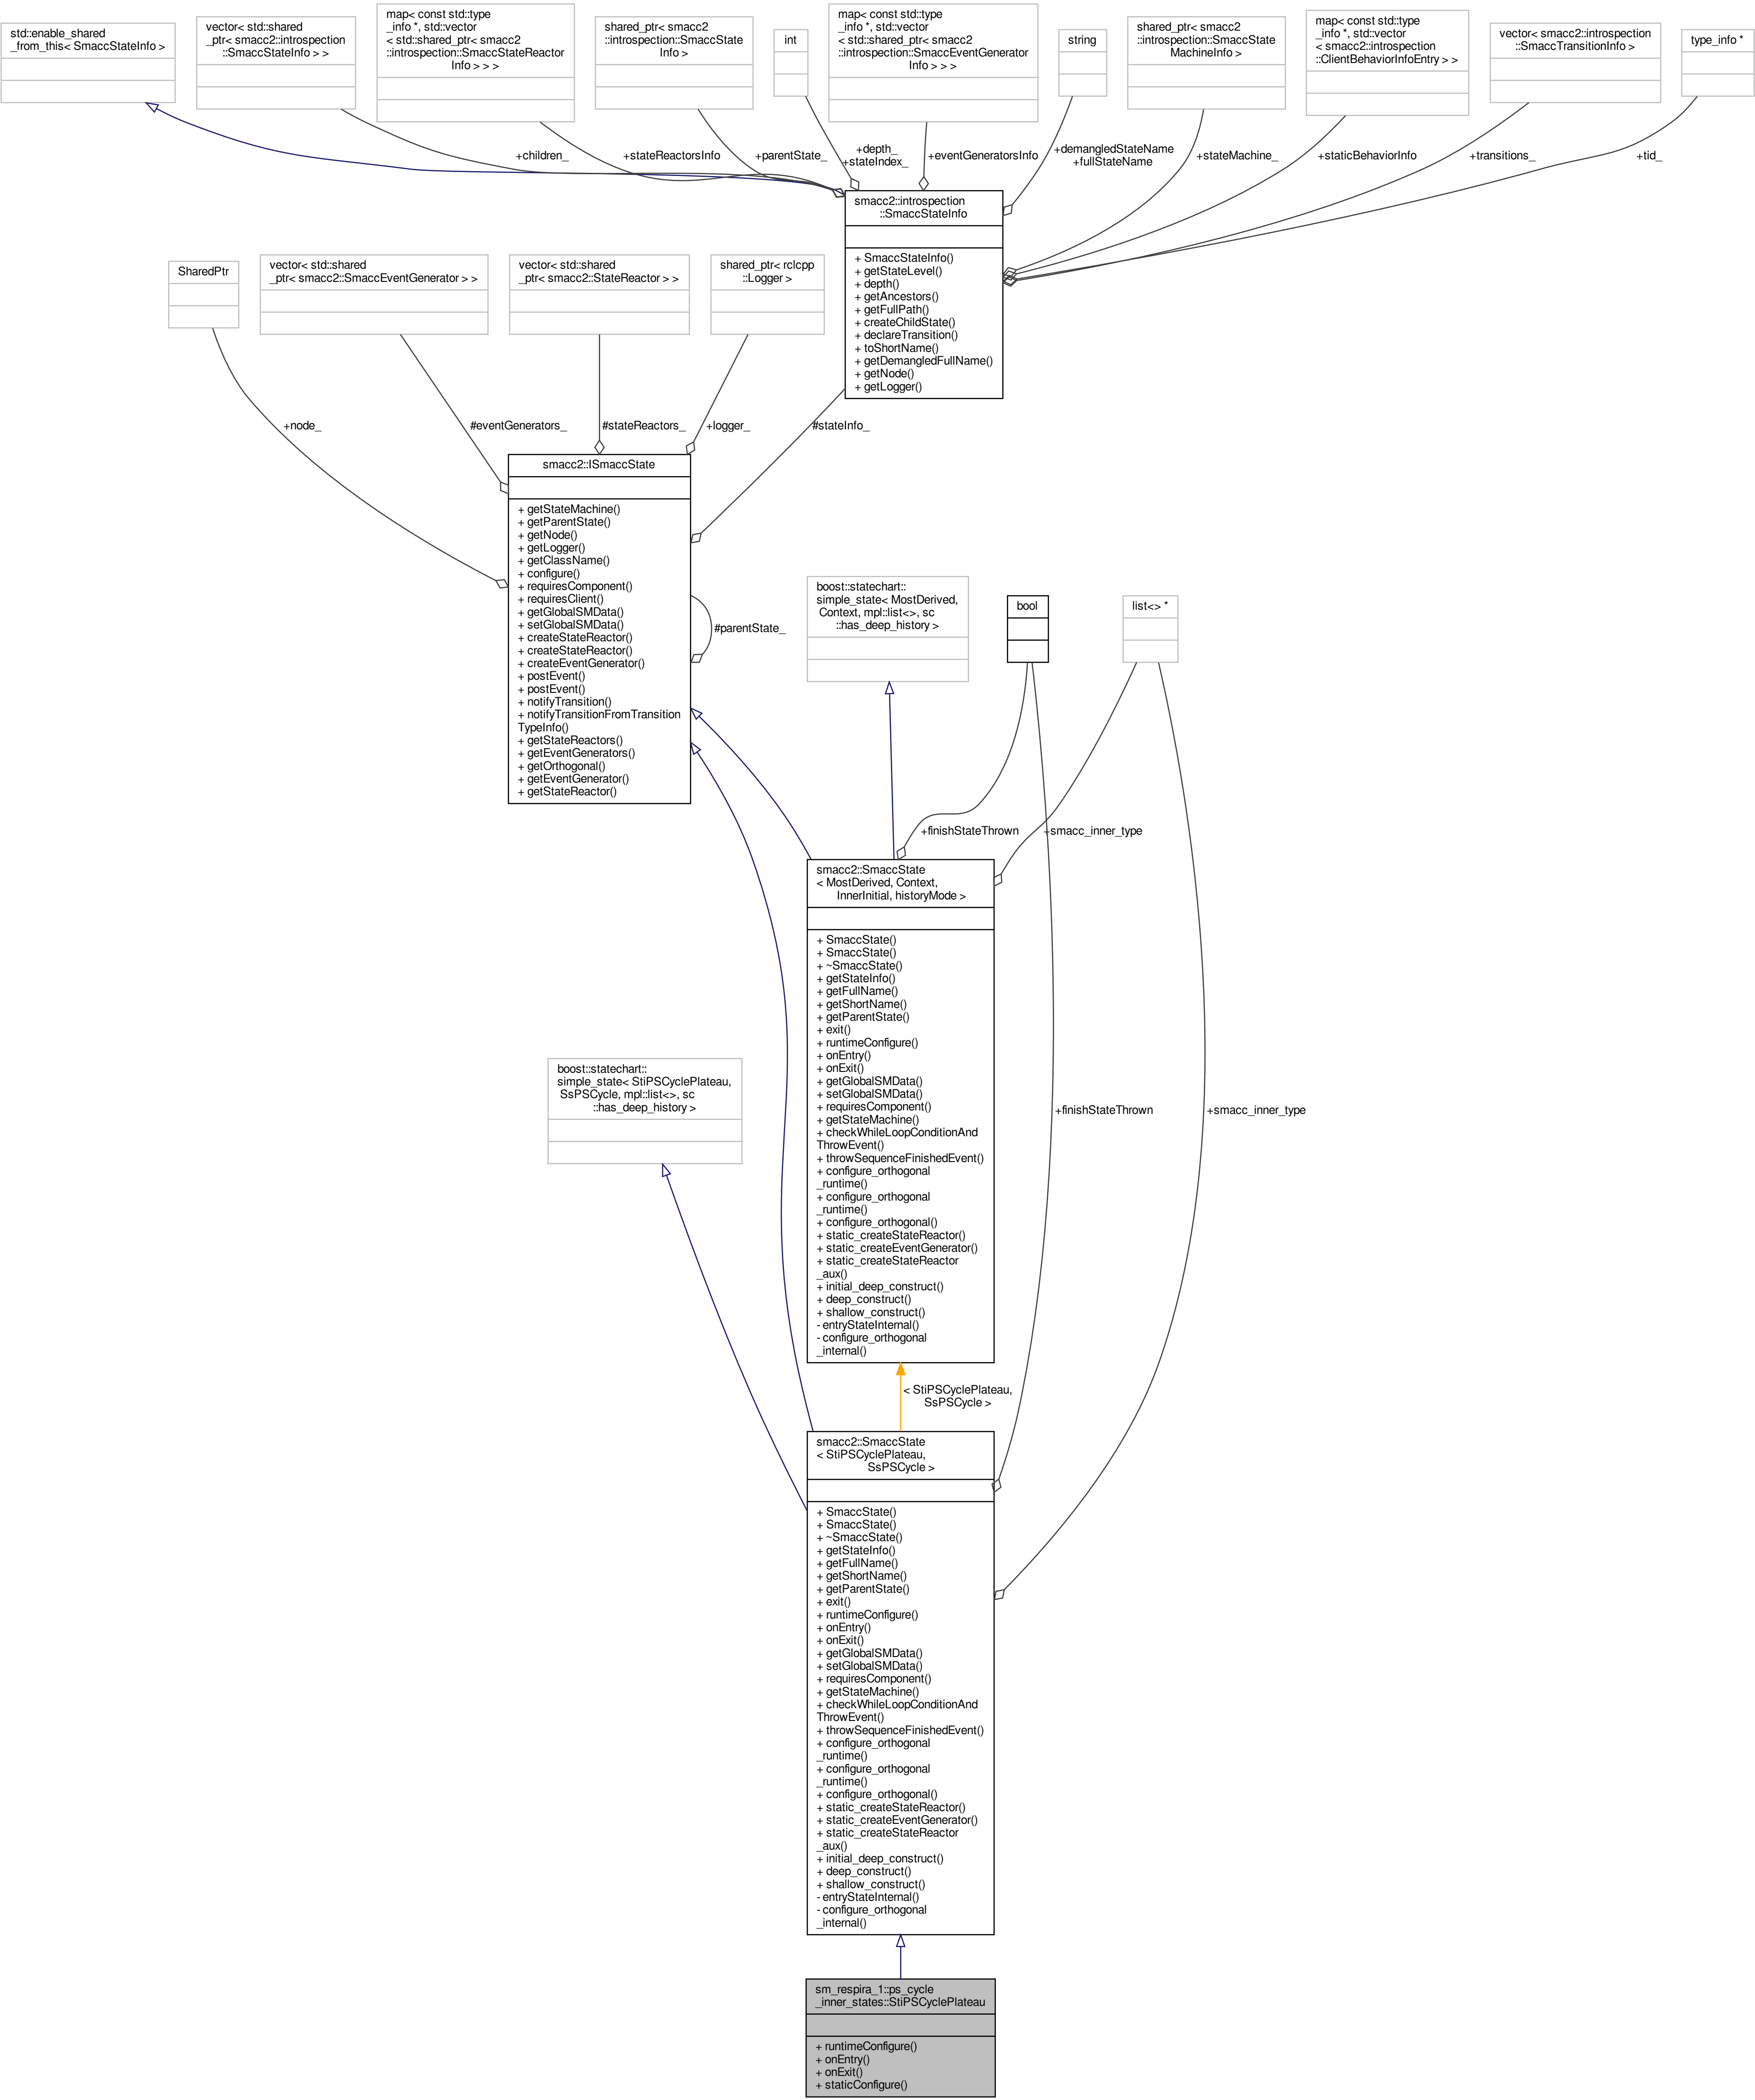 std::enable_shared
_from_this< SmaccStateInfo >
vector< std::shared
_ptr< smacc2::introspection
::SmaccStateInfo > >
map< const std::type
_info *, std::vector
< std::shared_ptr< smacc2
::introspection::SmaccStateReactor
Info > > >
shared_ptr< smacc2
::introspection::SmaccState
Info >
int
map< const std::type
_info *, std::vector
< std::shared_ptr< smacc2
::introspection::SmaccEventGenerator
Info > > >
string
shared_ptr< smacc2
::introspection::SmaccState
MachineInfo >
map< const std::type
_info *, std::vector
< smacc2::introspection
::ClientBehaviorInfoEntry > >
vector< smacc2::introspection
::SmaccTransitionInfo >
type_info *
+children_
+stateReactorsInfo
+parentState_
+depth_
+stateIndex_
+eventGeneratorsInfo
+demangledStateName
+fullStateName
+stateMachine_
+staticBehaviorInfo
+transitions_
+tid_
smacc2::introspection
::SmaccStateInfo
+ SmaccStateInfo()
+ getStateLevel()
+ depth()
+ getAncestors()
+ getFullPath()
+ createChildState()
+ declareTransition()
+ toShortName()
+ getDemangledFullName()
+ getNode()
+ getLogger()
SharedPtr
vector< std::shared
_ptr< smacc2::SmaccEventGenerator > >
vector< std::shared
_ptr< smacc2::StateReactor > >
shared_ptr< rclcpp
::Logger >
+node_
#eventGenerators_
#stateReactors_
+logger_
#stateInfo_
smacc2::ISmaccState
+ getStateMachine()
+ getParentState()
+ getNode()
+ getLogger()
+ getClassName()
+ configure()
+ requiresComponent()
+ requiresClient()
+ getGlobalSMData()
+ setGlobalSMData()
+ createStateReactor()
+ createStateReactor()
+ createEventGenerator()
+ postEvent()
+ postEvent()
+ notifyTransition()
+ notifyTransitionFromTransition
TypeInfo()
+ getStateReactors()
+ getEventGenerators()
+ getOrthogonal()
+ getEventGenerator()
+ getStateReactor()
#parentState_
boost::statechart::
simple_state< MostDerived,
Context, mpl::list<>, sc
::has_deep_history >
bool
list<> *
+finishStateThrown
+smacc_inner_type
smacc2::SmaccState
< MostDerived, Context,
InnerInitial, historyMode >
+ SmaccState()
+ SmaccState()
+ ~SmaccState()
+ getStateInfo()
+ getFullName()
+ getShortName()
+ getParentState()
+ exit()
+ runtimeConfigure()
+ onEntry()
+ onExit()
+ getGlobalSMData()
+ setGlobalSMData()
+ requiresComponent()
+ getStateMachine()
+ checkWhileLoopConditionAnd
ThrowEvent()
+ throwSequenceFinishedEvent()
+ configure_orthogonal
_runtime()
+ configure_orthogonal
_runtime()
+ configure_orthogonal()
+ static_createStateReactor()
+ static_createEventGenerator()
+ static_createStateReactor
_aux()
+ initial_deep_construct()
+ deep_construct()
+ shallow_construct()
- entryStateInternal()
- configure_orthogonal
_internal()
boost::statechart::
simple_state< StiPSCyclePlateau,
SsPSCycle, mpl::list<>, sc
::has_deep_history >
+finishStateThrown
+smacc_inner_type
< StiPSCyclePlateau,
SsPSCycle >
smacc2::SmaccState
< StiPSCyclePlateau,
SsPSCycle >
+ SmaccState()
+ SmaccState()
+ ~SmaccState()
+ getStateInfo()
+ getFullName()
+ getShortName()
+ getParentState()
+ exit()
+ runtimeConfigure()
+ onEntry()
+ onExit()
+ getGlobalSMData()
+ setGlobalSMData()
+ requiresComponent()
+ getStateMachine()
+ checkWhileLoopConditionAnd
ThrowEvent()
+ throwSequenceFinishedEvent()
+ configure_orthogonal
_runtime()
+ configure_orthogonal
_runtime()
+ configure_orthogonal()
+ static_createStateReactor()
+ static_createEventGenerator()
+ static_createStateReactor
_aux()
+ initial_deep_construct()
+ deep_construct()
+ shallow_construct()
- entryStateInternal()
- configure_orthogonal
_internal()
sm_respira_1::ps_cycle
_inner_states::StiPSCyclePlateau
+ runtimeConfigure()
+ onEntry()
+ onExit()
+ staticConfigure()